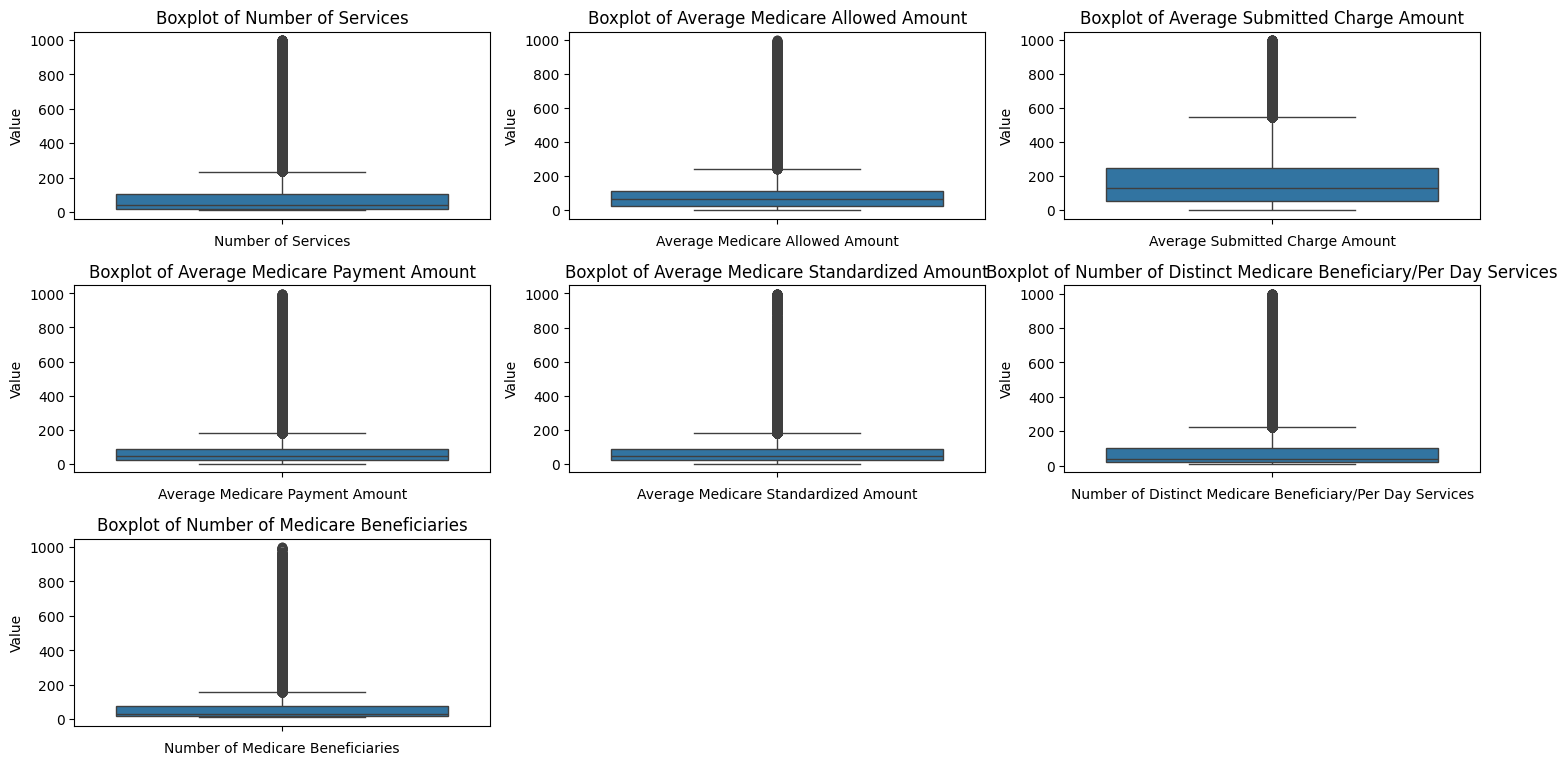 Boxplot of Number of Services
1000
800
600
400
200
0
Value
Number of Services
Boxplot of Average Medicare Allowed Amount
1000
800
600
400
200
0
Value
Average Medicare Allowed Amount
Boxplot of Average Submitted Charge Amount
1000
800
600
400
200
0
Value
Average Submitted Charge Amount
Boxplot of Average Medicare Payment Amount
1000
800
600
400
200
0
Value
Average Medicare Payment Amount
Boxplot of Average Medicare Standardized Amount
1000
800
600
400
200
0
Value
Average Medicare Standardized Amount
Boxplot of Number of Distinct Medicare Beneficiary/Per Day Services
1000
800
600
400
200
0
Value
Number of Distinct Medicare Beneficiary/Per Day Services
Boxplot of Number of Medicare Beneficiaries
1000
800
600
400
200
0
Value
Number of Medicare Beneficiaries